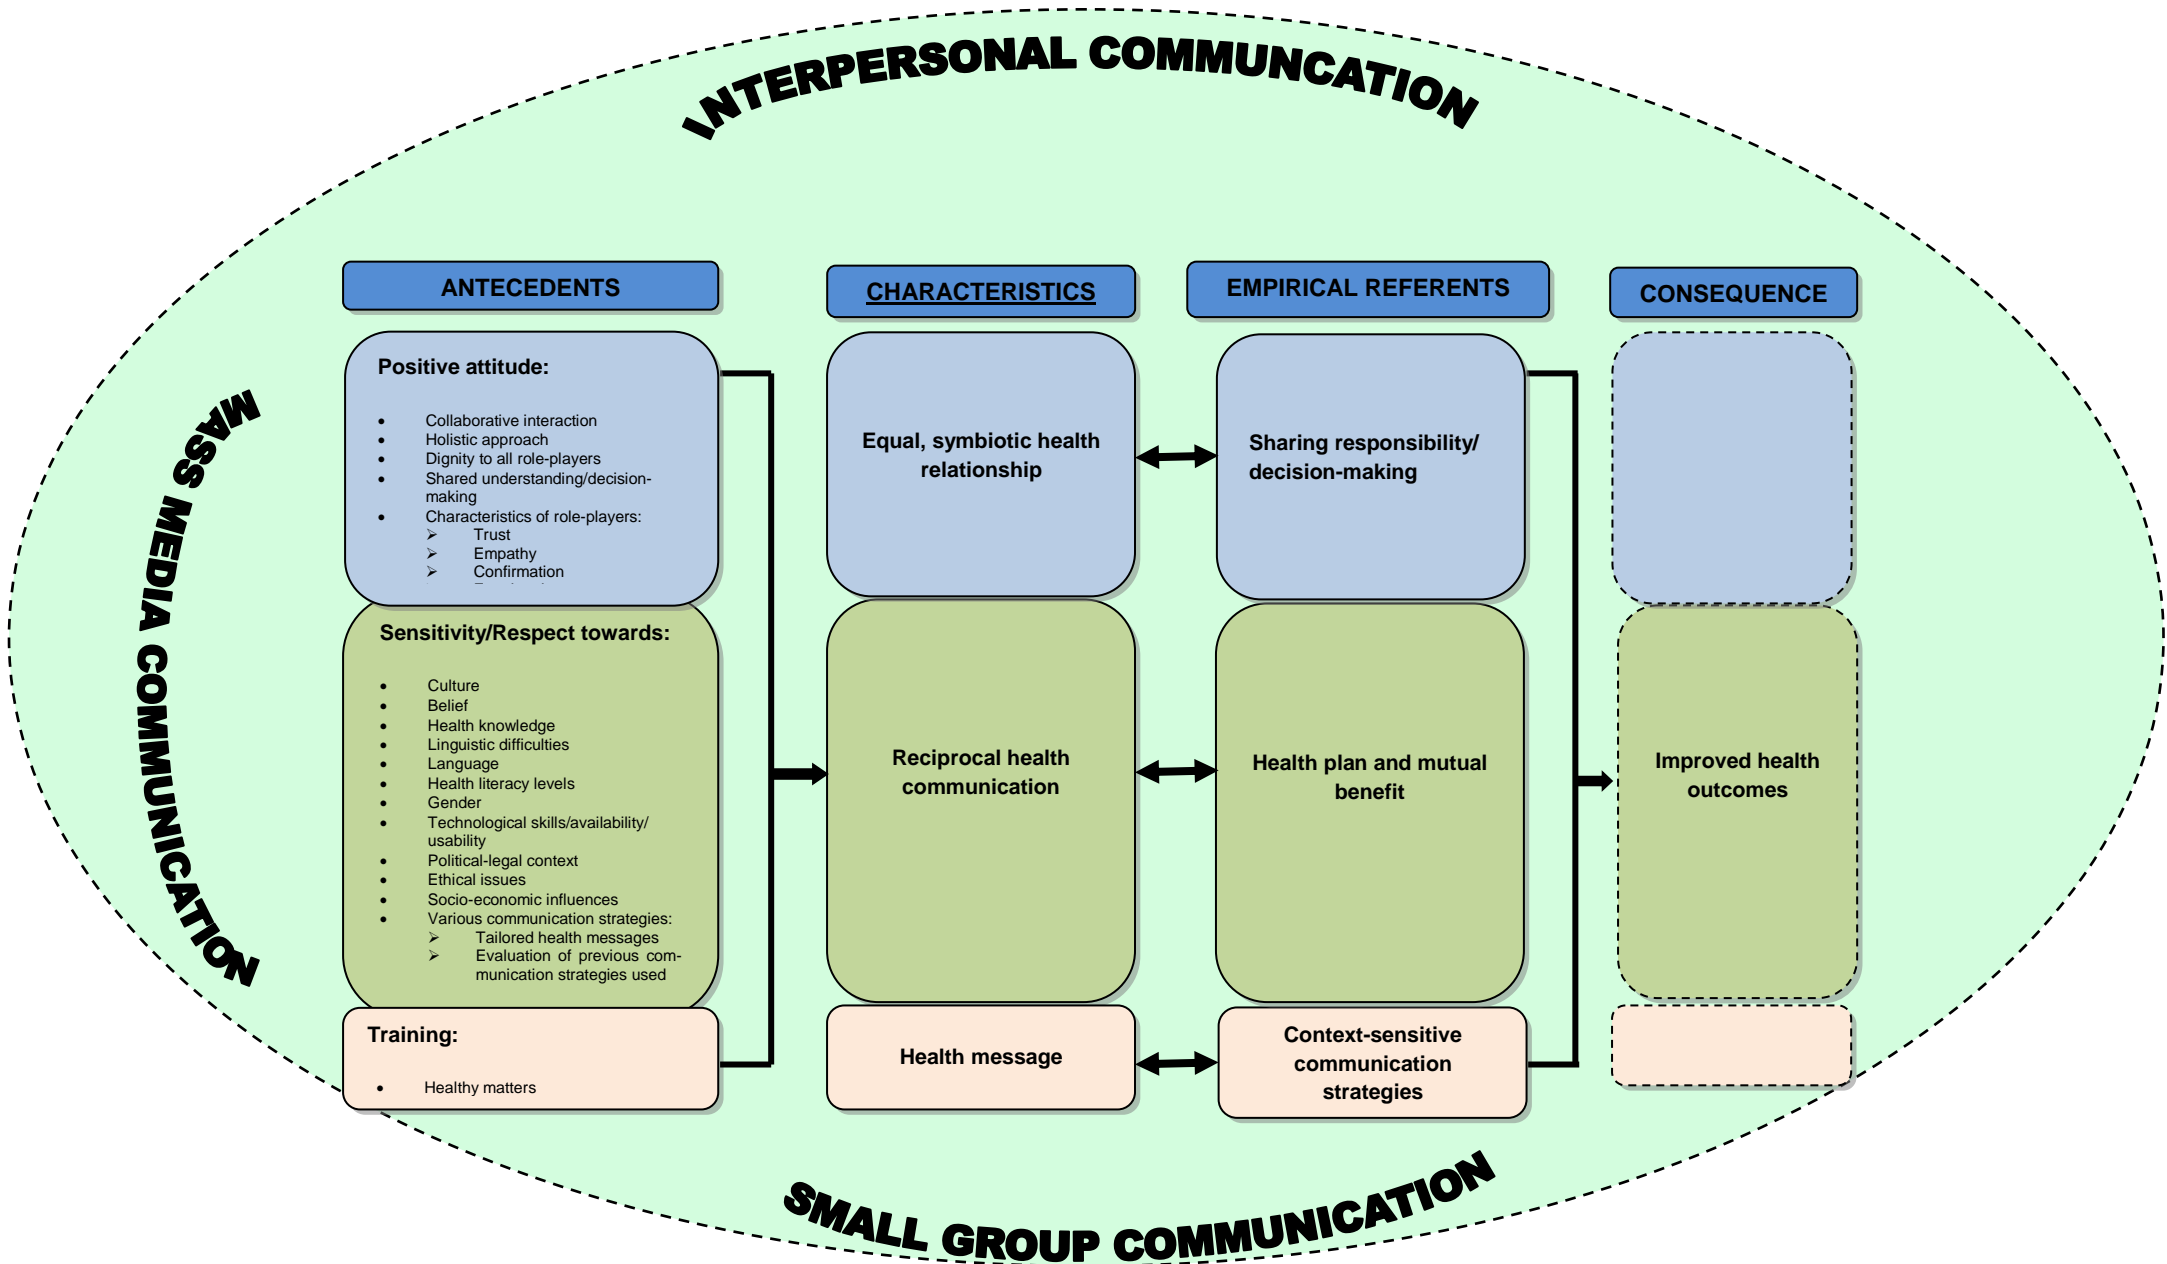 INTERPERSONAL COMMUNCATION
MASS MEDIA COMMUNICATION
ANTECEDENTS
CHARACTERISTICS
EMPIRICAL REFERENTS
CONSEQUENCE
Positive attitude:
• Collaborative interaction
• Holistic approach
• Dignity to all role-players
• Shared understanding/decision-
making
• Characteristics of role-players:
➢ Trust
➢ Empathy
➢ Confirmation
Equal, symbiotic health
relationship
Sharing responsibility/
decision-making
Sensitivity/Respect towards:
• Culture
• Belief
• Health knowledge
• Linguistic difficulties
• Language
• Health literacy levels
• Gender
• Technological skills/availability/
usability
• Political-legal context
• Ethical issues
• Socio-economic influences
• Various communication strategies:
➢ Tailored health messages
➢ Evaluation of previous com-
munication strategies used
Reciprocal health
communication
Health plan and mutual
benefit
Improved health
outcomes
Training:
• Healthy matters
Health message
Context-sensitive
communication
strategies
SMALL GROUP COMMUNICATION